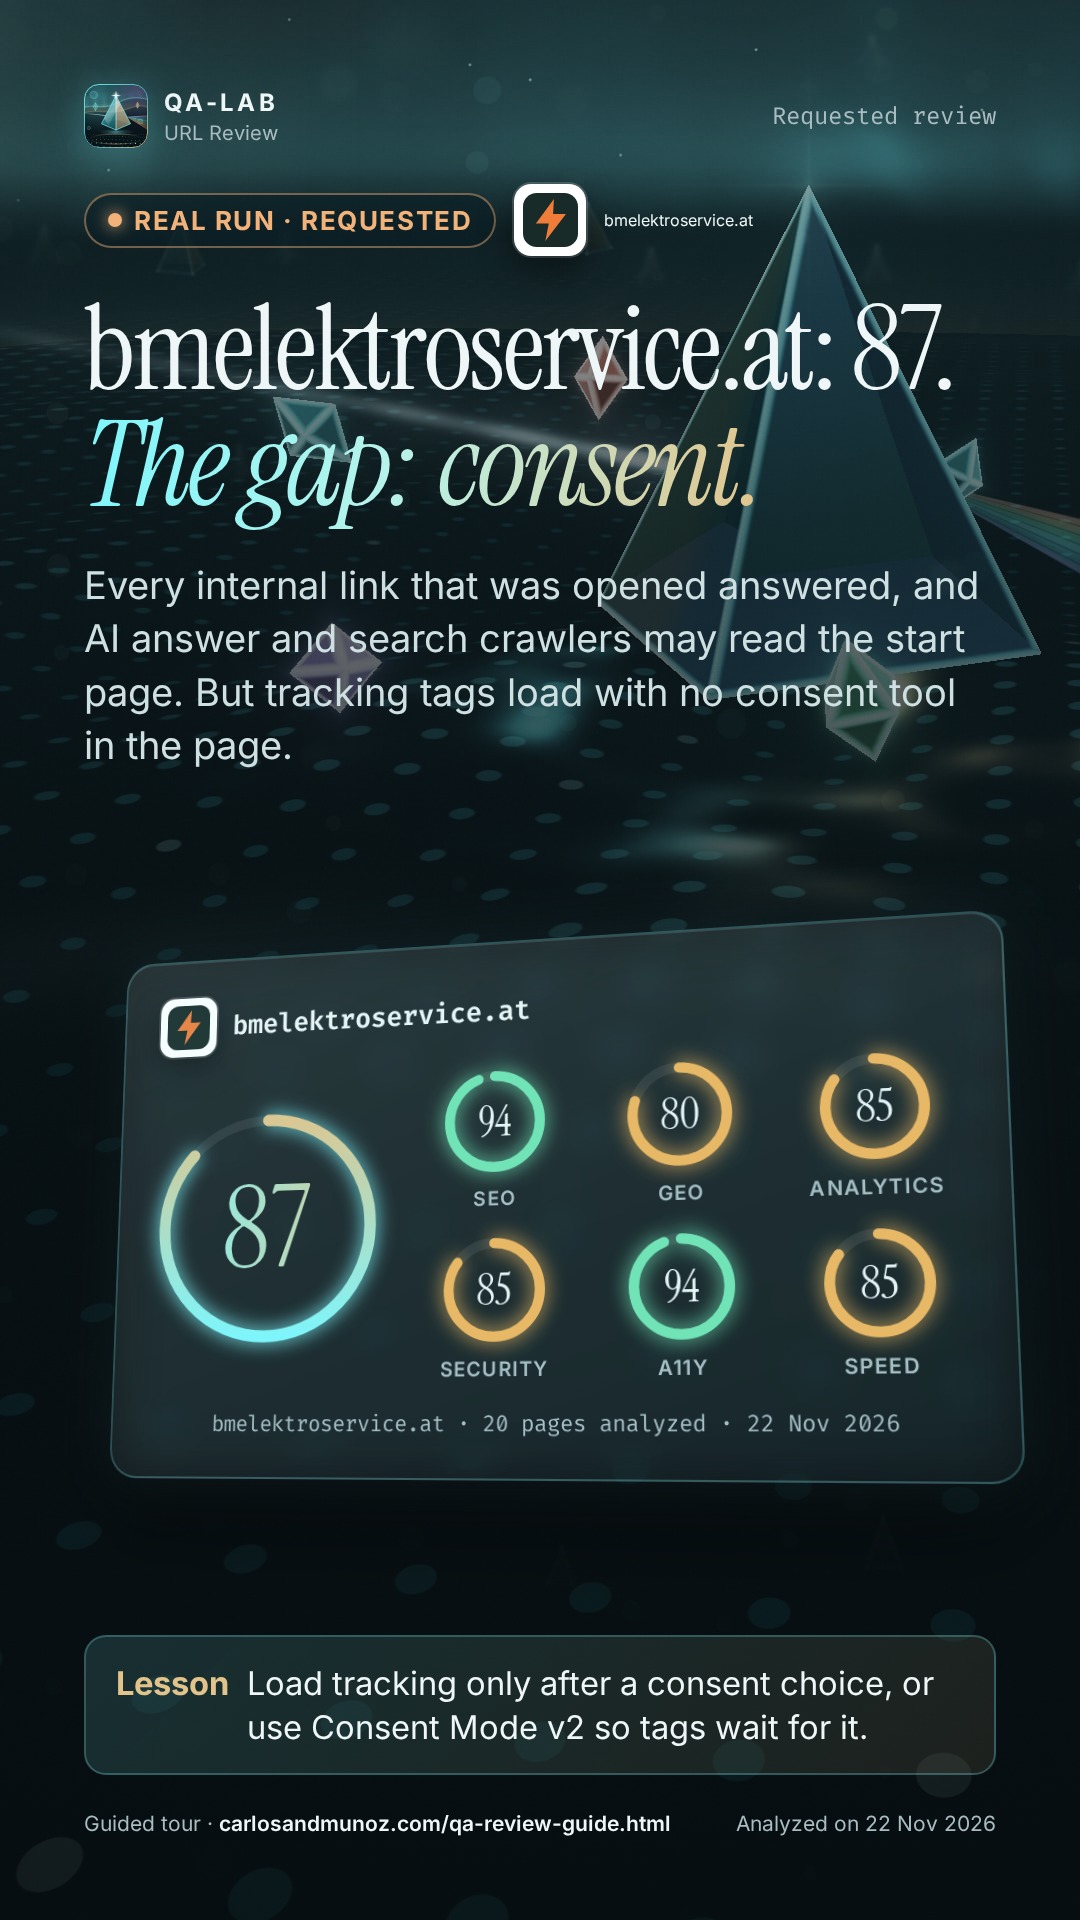 QA-LAB
URL Review
Requested review
REAL RUN · REQUESTED
bmelektroservice.at
bmelektroservice.at: 87.
The gap: consent.
Every internal link that was opened answered, and
AI answer and search crawlers may read the start
page. But tracking tags load with no consent tool
in the page.
bmelektroservice.at
87
94
SEO
80
GEO
85
ANALYTICS
85
SECURITY
94
A11Y
85
SPEED
bmelektroservice.at · 20 pages analyzed · 22 Nov 2026
Lesson Load tracking only after a consent choice, or
use Consent Mode v2 so tags wait for it.
Guided tour · carlosandmunoz.com/qa-review-guide.html
Analyzed on 22 Nov 2026